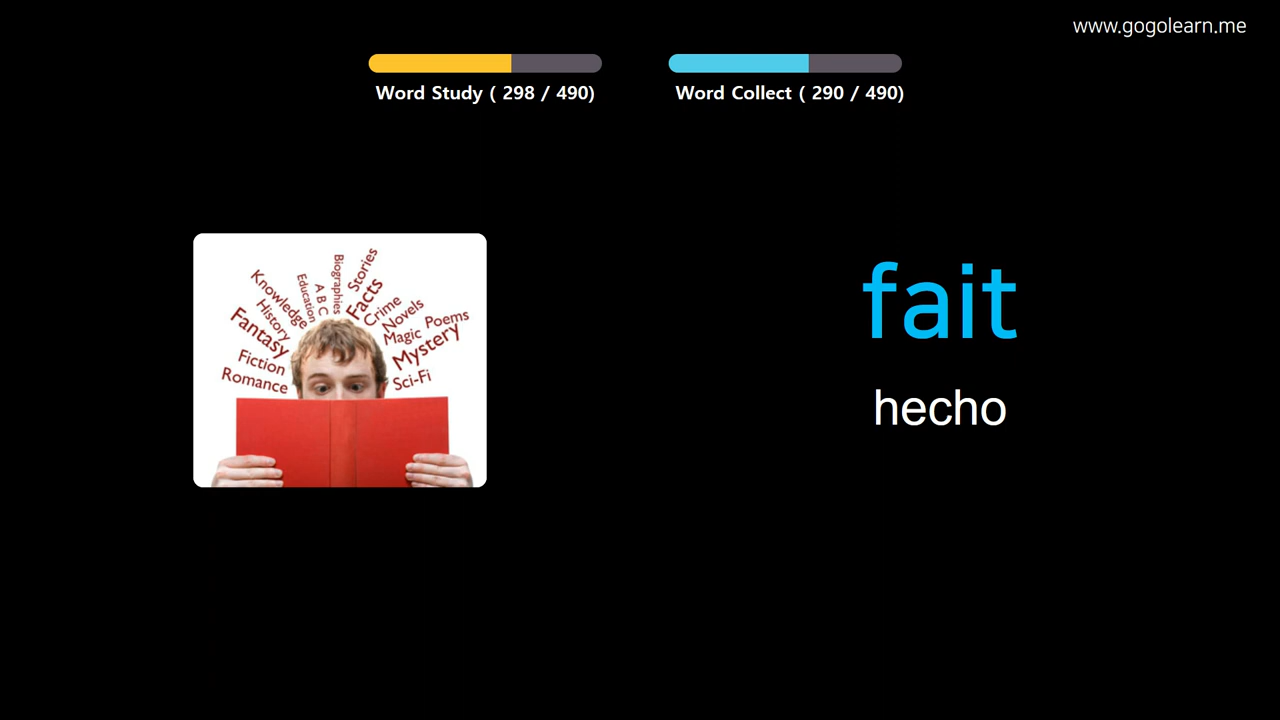 www.gogolearn.me
Word Study ( 298 / 490)
Word Collect ( 290 / 490)
Knowledge
History
Fantasy
Fiction
Romance
Education
A B C
Biographies
Stories
Facts
Crime
Novels
Magic
Poems
Mystery
Sci-Fi
fait
hecho